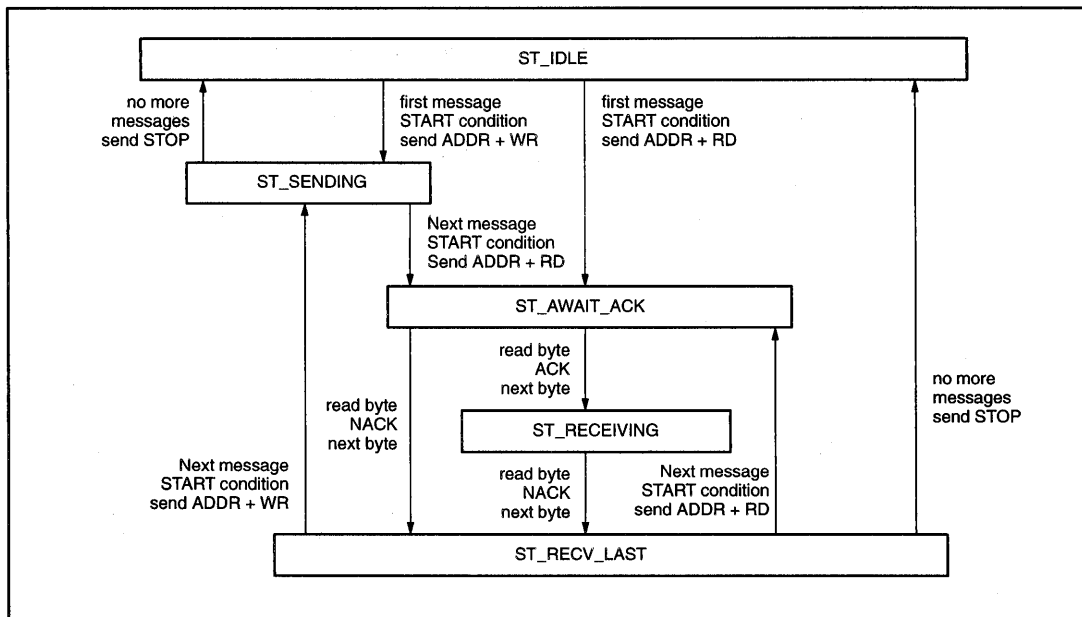 ST_IDLE
no more
messages
send STOP
first message
START condition
send ADDR + WR
first message
START condition
send ADDR + RD
ST_SENDING
Next message
START condition
Send ADDR + RD
ST_AWAIT_ACK
read byte
ACK
next byte
no more
messages
send STOP
read byte
NACK
next byte
ST_RECEIVING
Next message
START condition
send ADDR + WR
read byte
NACK
next byte
Next message
START condition
send ADDR + RD
ST_RECV_LAST